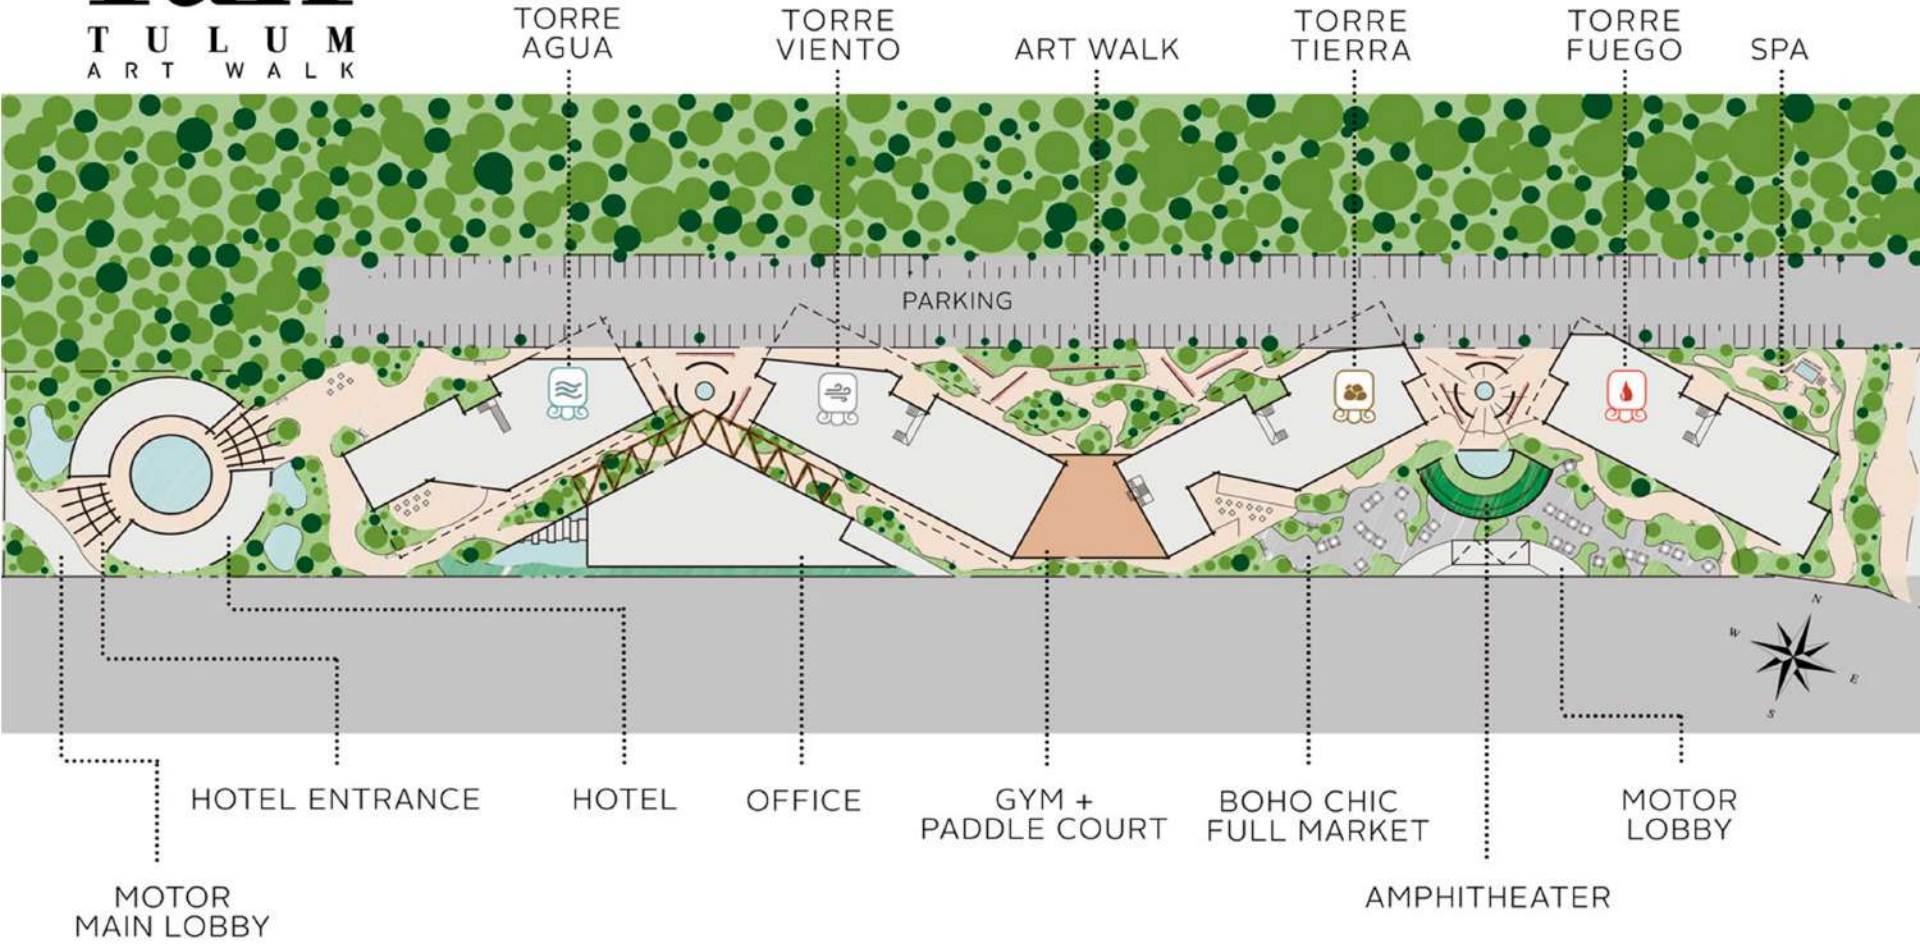 TULUM
ART WALK
TORRE
AGUA
TORRE
VIENTO
ART WALK
TORRE
TIERRA
TORRE
FUEGO
SPA
PARKING
N
W
E
S
HOTEL ENTRANCE
HOTEL
OFFICE
GYM +
PADDLE COURT
BOHO CHIC
FULL MARKET
MOTOR
LOBBY
MOTOR
MAIN LOBBY
AMPHITHEATER